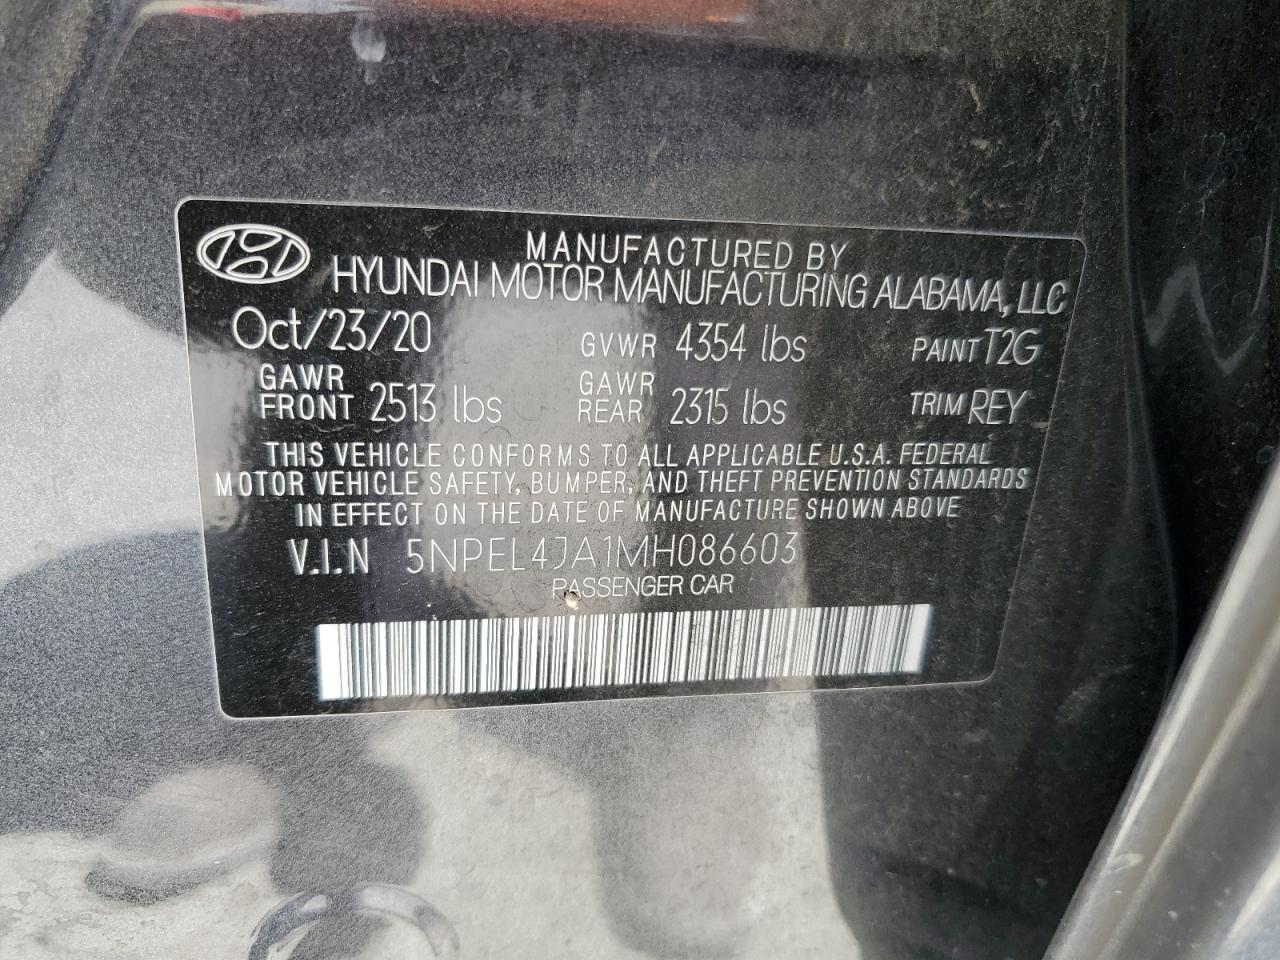 MANUFACTURED BY
HYUNDAI MOTOR MANUFACTURING ALABAMA, LLC
Oct/23/20 GVWR 4354 lbs PAINT T2G
GAWR FRONT 2513 lbs GAWR REAR 2315 lbs TRIM REY
THIS VEHICLE CONFORMS TO ALL APPLICABLE U.S.A. FEDERAL
MOTOR VEHICLE SAFETY, BUMPER, AND THEFT PREVENTION STANDARDS
IN EFFECT ON THE DATE OF MANUFACTURE SHOWN ABOVE
V.I.N 5NPEL4JA1MH086603
PASSENGER CAR